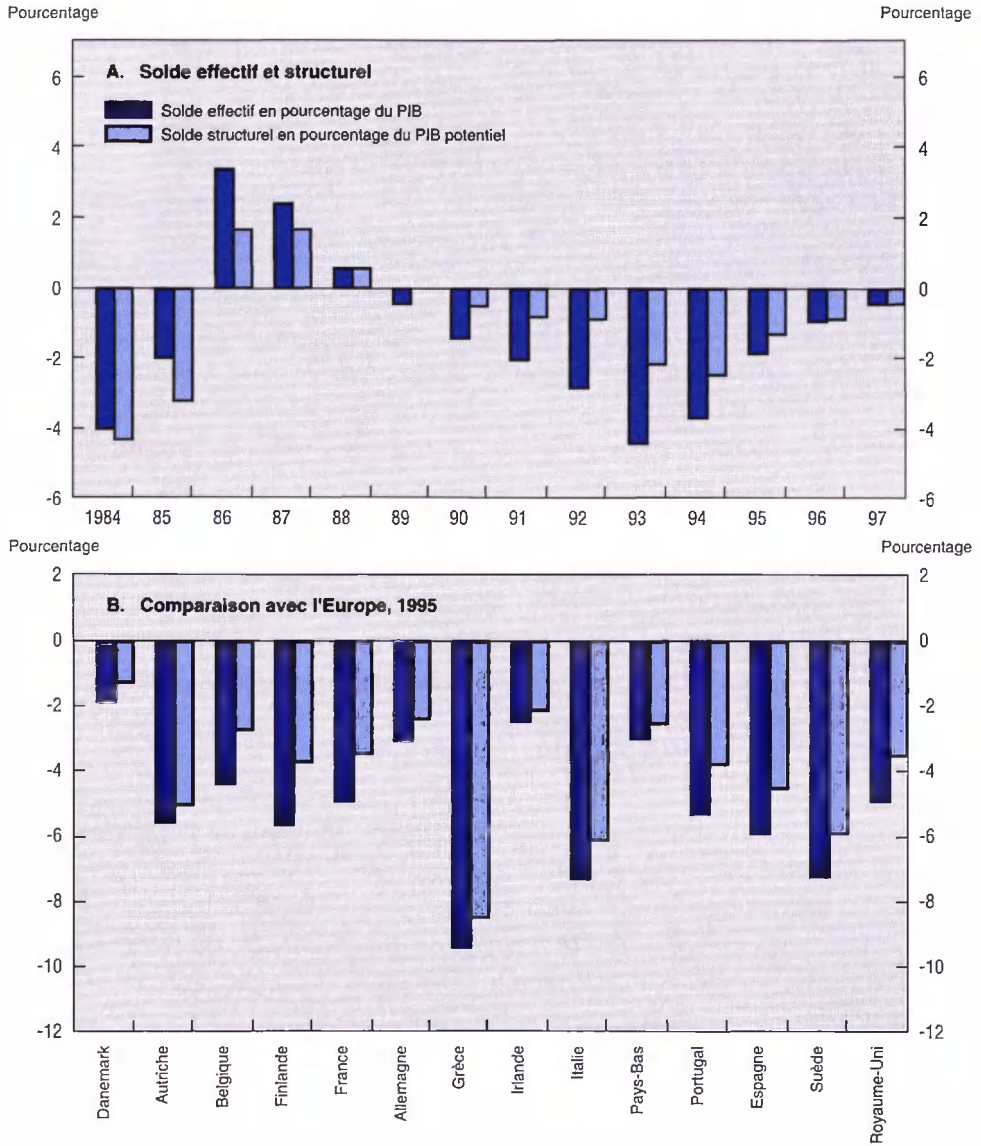 Pourcentage Pourcentage
A. Solde effectif et structurel
Solde effectif en pourcentage du PIB
Solde structurel en pourcentage du PIB potentiel
6 6
4 4
2 2
0 0
-2 -2
-4 -4
-6 -6
1984 85 86 87 88 89 90 91 92 93 94 95 96 97
Pourcentage Pourcentage
2 2
B. Comparaison avec l'Europe, 1995
0 0
-2 -2
-4 -4
-6 -6
-8 -8
-10 -10
-12 -12
Danemark Autriche Belgique Finlande France Allemagne Grèce Irlande Italie Pays-Bas Portugal Espagne Suède Royaume-Uni